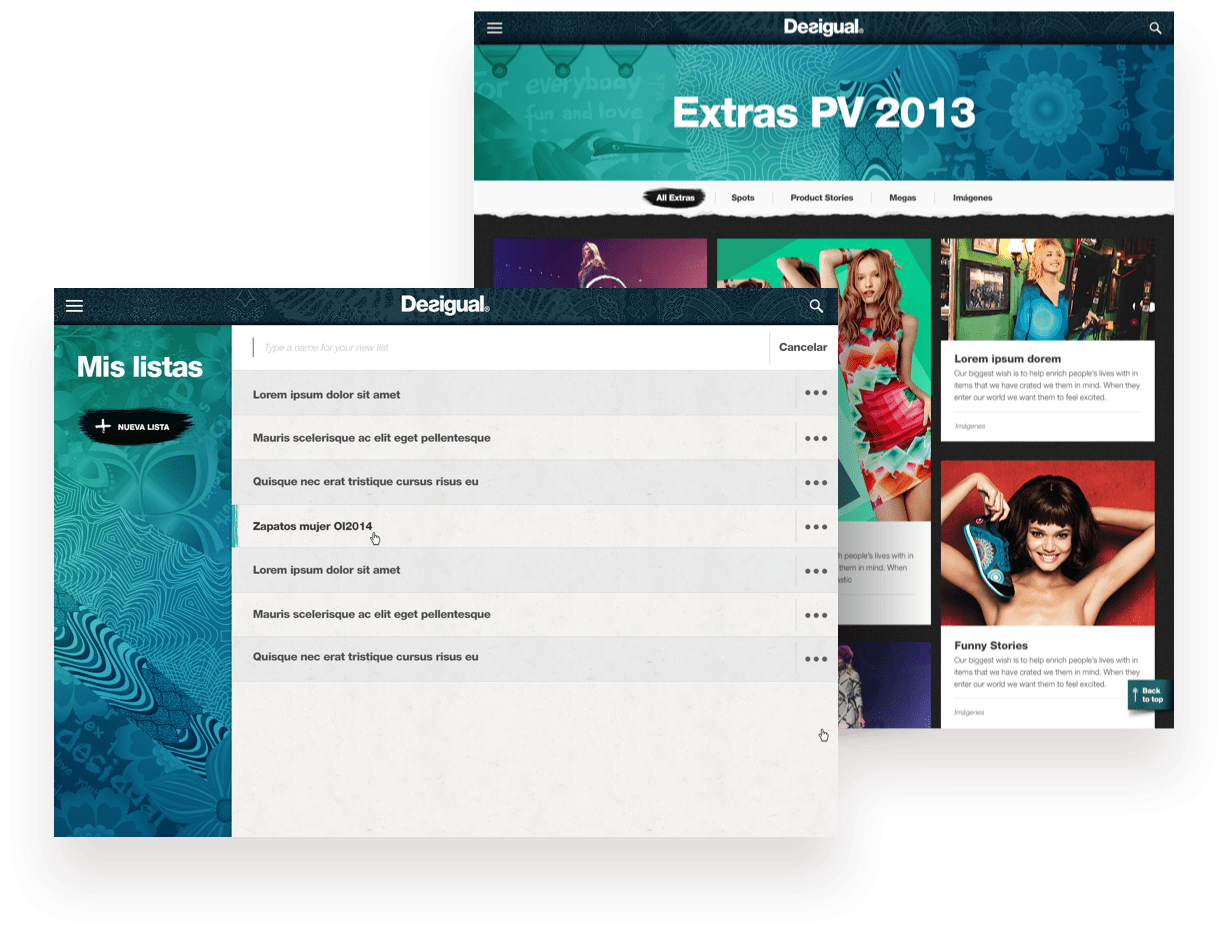 Desigual
for everybody
fun and love
Extras PV 2013
All Extras
Spots
Product Stories
Megas
Imágenes
Lorem ipsum dorem
Our biggest wish is to help enrich people's lives with in
items that we have crated we them in mind. When they
enter our world we want them to feel excited.
Imágenes
h people's lives with in
them in mind. When
Funny Stories
Our biggest wish is to help enrich people's lives with in
items that we have crated we them in mind. When they
enter our world we want them to feel excited.
Imágenes
Back
to top
Desigual
Mis listas
NUEVA LISTA
Type a name for your new list
Cancelar
Lorem ipsum dolor sit amet
Mauris scelerisque ac elit eget pellentesque
Quisque nec erat tristique cursus risus eu
Zapatos mujer OI2014
Lorem ipsum dolor sit amet
Mauris scelerisque ac elit eget pellentesque
Quisque nec erat tristique cursus risus eu